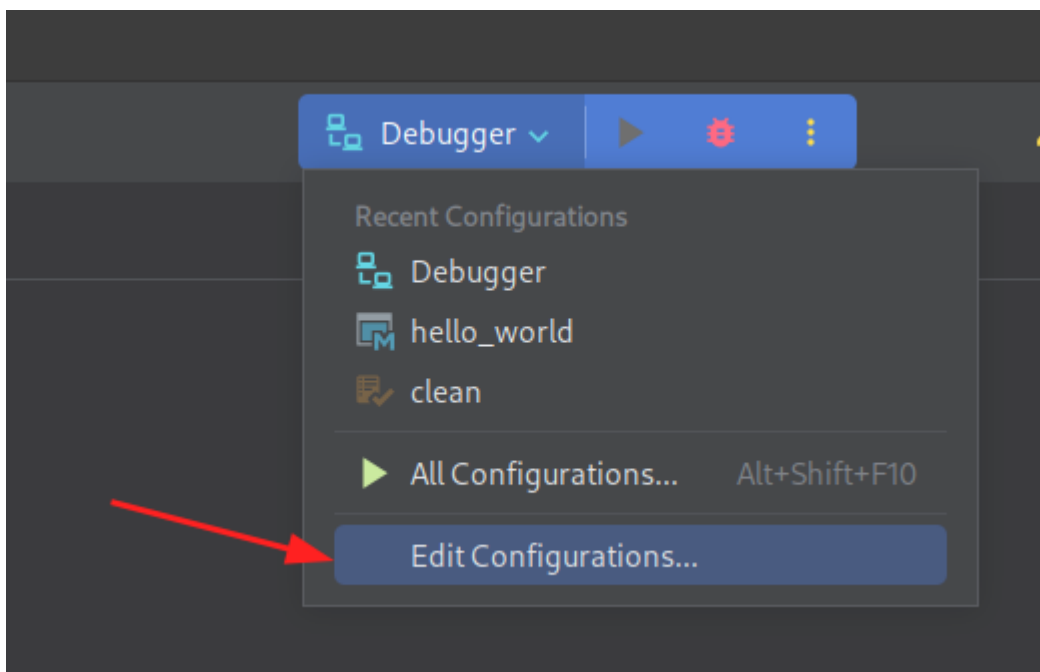 Debugger
Recent Configurations
Debugger
hello_world
clean
All Configurations... Alt+Shift+F10
Edit Configurations...